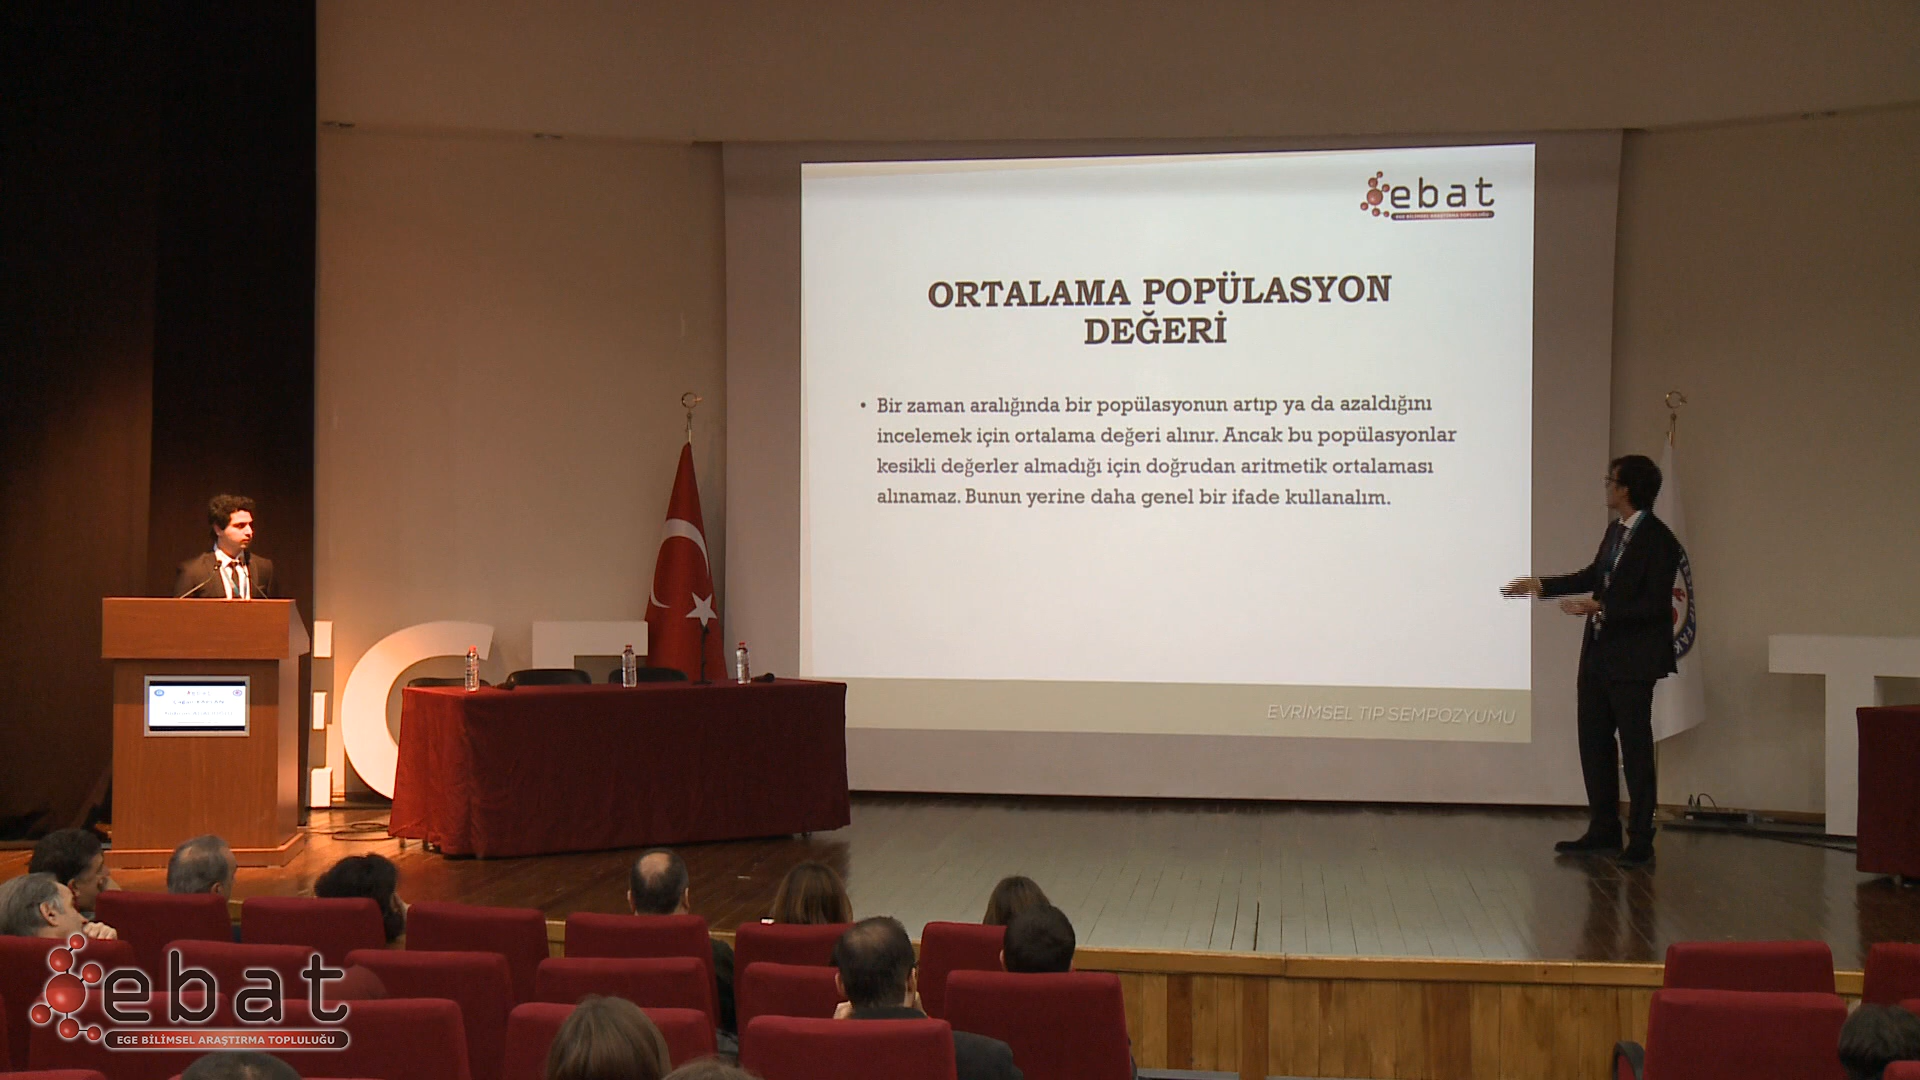 ebat
EGE BİLİMSEL ARAŞTIRMA TOPLULUĞU
ORTALAMA POPÜLASYON
DEĞERİ
• Bir zaman aralığında bir popülasyonun artıp ya da azaldığını
incelemek için ortalama değeri alınır. Ancak bu popülasyonlar
kesikli değerler almadığı için doğrudan aritmetik ortalaması
alınamaz. Bunun yerine daha genel bir ifade kullanalım.
EVRIMSEL TIP SEMPOZYUMU
ebat
EGE BİLİMSEL ARAŞTIRMA TOPLULUĞU